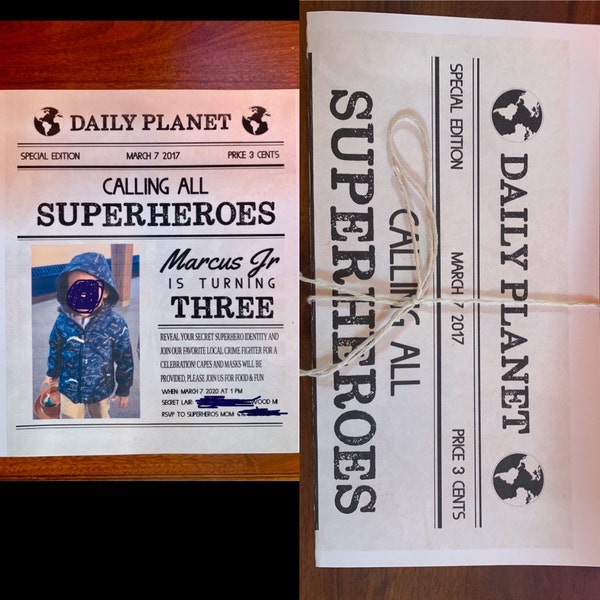 DAILY PLANET
SPECIAL EDITION MARCH 7 2017 PRICE 3 CENTS
CALLING ALL
SUPERHEROES
Marcus Jr
IS TURNING
THREE
REVEAL YOUR SECRET SUPERHERO IDENTITY AND
JOIN OUR FAVORITE LOCAL CRIME FIGHTER FOR A
CELEBRATION! CAPES AND MASKS WILL BE
PROVIDED, PLEASE JOIN US FOR FOOD & FUN
WHEN: MARCH 7 2020 AT 1 PM
SECRET LAIR: WOOD MI
RSVP TO SUPERHEROS MOM:
DAILY PLANET
SPECIAL EDITION MARCH 7 2017 PRICE 3 CENTS
CALLING ALL
SUPERHEROES